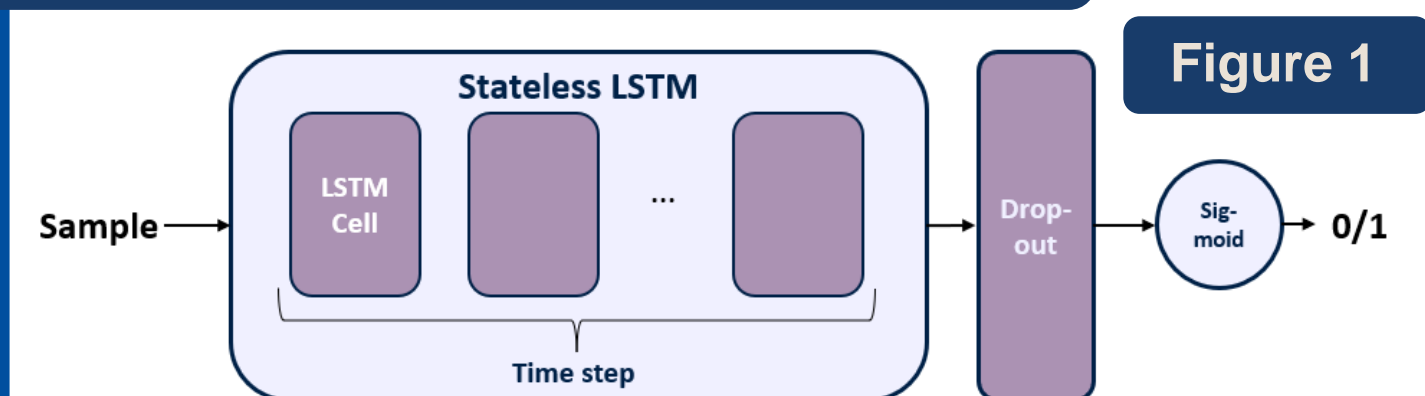 Figure 1
Stateless LSTM
LSTM
Cell
...
Sample
Drop-
out
Sig-
moid
0/1
Time step